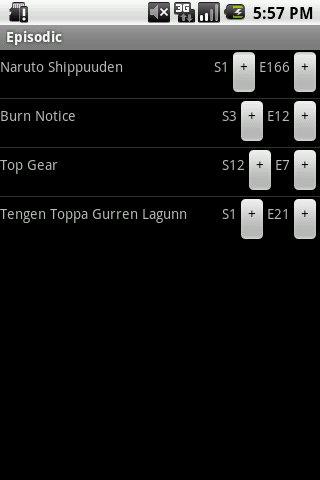 3G 5:57 PM
Episodic
Naruto Shippuuden S1 + E166 +
Burn Notice S3 + E12 +
Top Gear S12 + E7 +
Tengen Toppa Gurren Lagunn S1 + E21 +